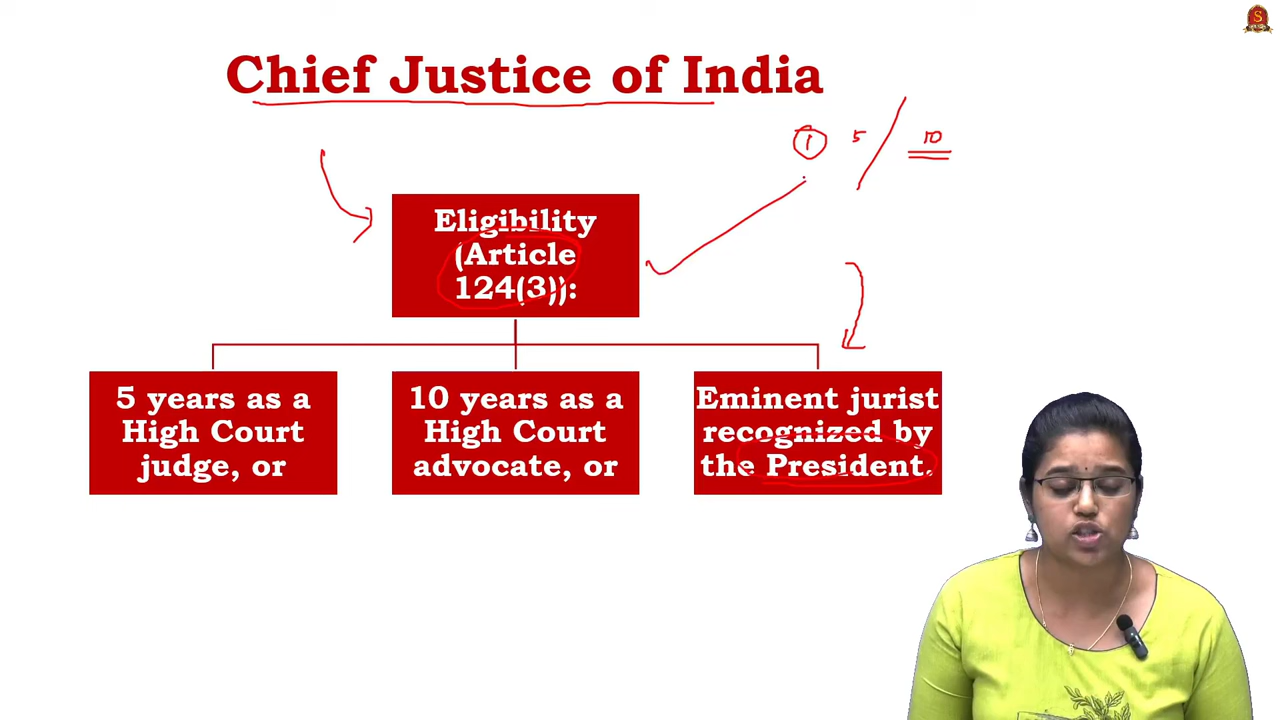 Chief Justice of India
1 5 / 10
Eligibility
(Article
124(3)):
5 years as a
High Court
judge, or
10 years as a
High Court
advocate, or
Eminent jurist
recognized by
the President.